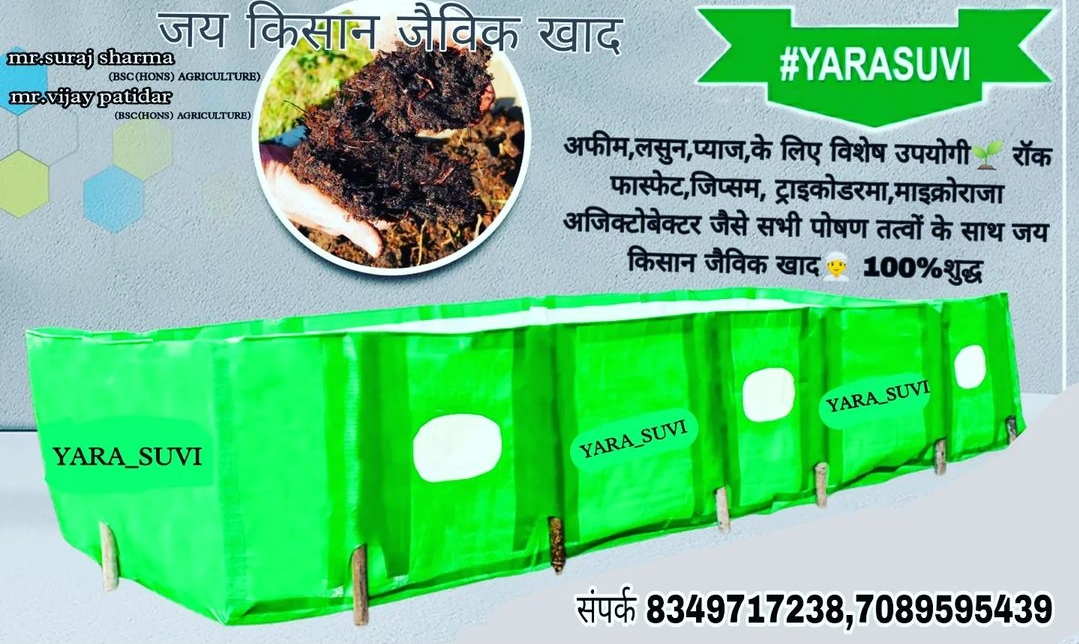 जय किसान जैविक खाद
mr.suraj sharma
(BSC(HONS) AGRICULTURE)
mr.vijay patidar
(BSC(HONS) AGRICULTURE)
#YARASUVI
अफीम,लसुन,प्याज,के लिए विशेष उपयोगी🌱 रॉक
फास्फेट,जिप्सम, ट्राइकोडरमा,माइक्रोराजा
अजिक्टोबेक्टर जैसे सभी पोषण तत्वों के साथ जय
किसान जैविक खाद👳 100%शुद्ध
YARA_SUVI
YARA_SUVI
YARA_SUVI
संपर्क 8349717238,7089595439